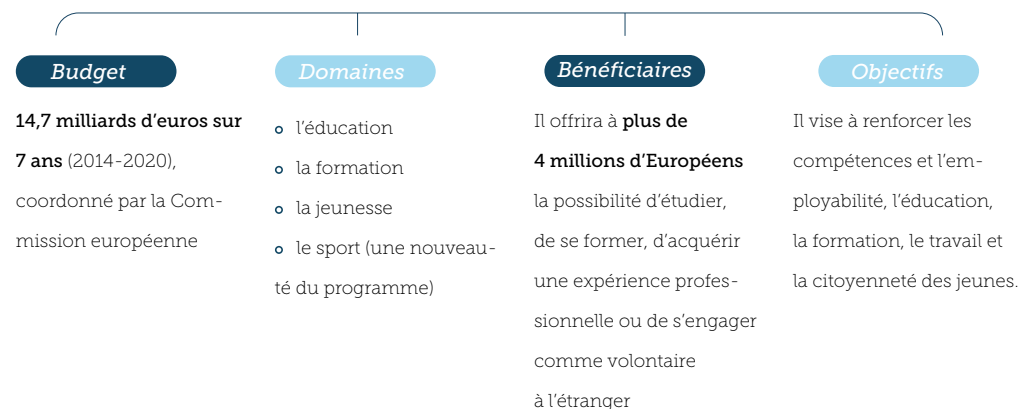 Budget
14,7 milliards d'euros sur
7 ans (2014-2020),
coordonné par la Com-
mission européenne
Domaines
l'éducation
la formation
la jeunesse
le sport (une nouveau-
té du programme)
Bénéficiaires
Il offrira à plus de
4 millions d'Européens
la possibilité d'étudier,
de se former, d'acquérir
une expérience profes-
sionnelle ou de s'engager
comme volontaire
à l'étranger
Objectifs
Il vise à renforcer les
compétences et l'em-
ployabilité, l'éducation,
la formation, le travail et
la citoyenneté des jeunes.